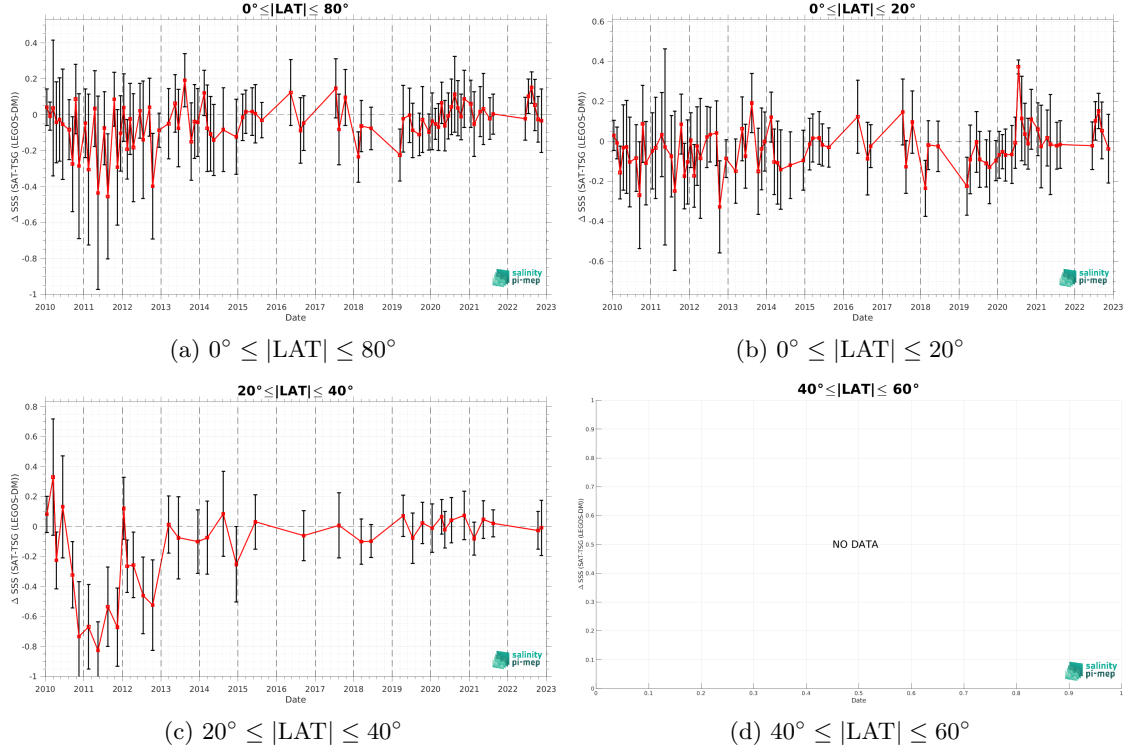 0°≤|LAT|≤ 80°
Δ SSS (SAT-TSG (LEGOS-DM))
0.4
0.2
0
-0.2
-0.4
-0.6
-0.8
-1
2010 2011 2012 2013 2014 2015 2016 2017 2018 2019 2020 2021 2022 2023
Date
salinity
pi-mep
(a) 0° ≤ |LAT| ≤ 80°
0°≤|LAT|≤ 20°
Δ SSS (SAT-TSG (LEGOS-DM))
0.6
0.4
0.2
0
-0.2
-0.4
-0.6
2010 2011 2012 2013 2014 2015 2016 2017 2018 2019 2020 2021 2022 2023
Date
salinity
pi-mep
(b) 0° ≤ |LAT| ≤ 20°
20°≤|LAT|≤ 40°
Δ SSS (SAT-TSG (LEGOS-DM))
0.8
0.6
0.4
0.2
0
-0.2
-0.4
-0.6
-0.8
-1
2010 2011 2012 2013 2014 2015 2016 2017 2018 2019 2020 2021 2022 2023
Date
salinity
pi-mep
(c) 20° ≤ |LAT| ≤ 40°
40°≤|LAT|≤ 60°
Δ SSS (SAT-TSG (LEGOS-DM))
1
0.9
0.8
0.7
0.6
0.5
0.4
0.3
0.2
0.1
0
NO DATA
0 0.1 0.2 0.3 0.4 0.5 0.6 0.7 0.8 0.9 1
Date
salinity
pi-mep
(d) 40° ≤ |LAT| ≤ 60°